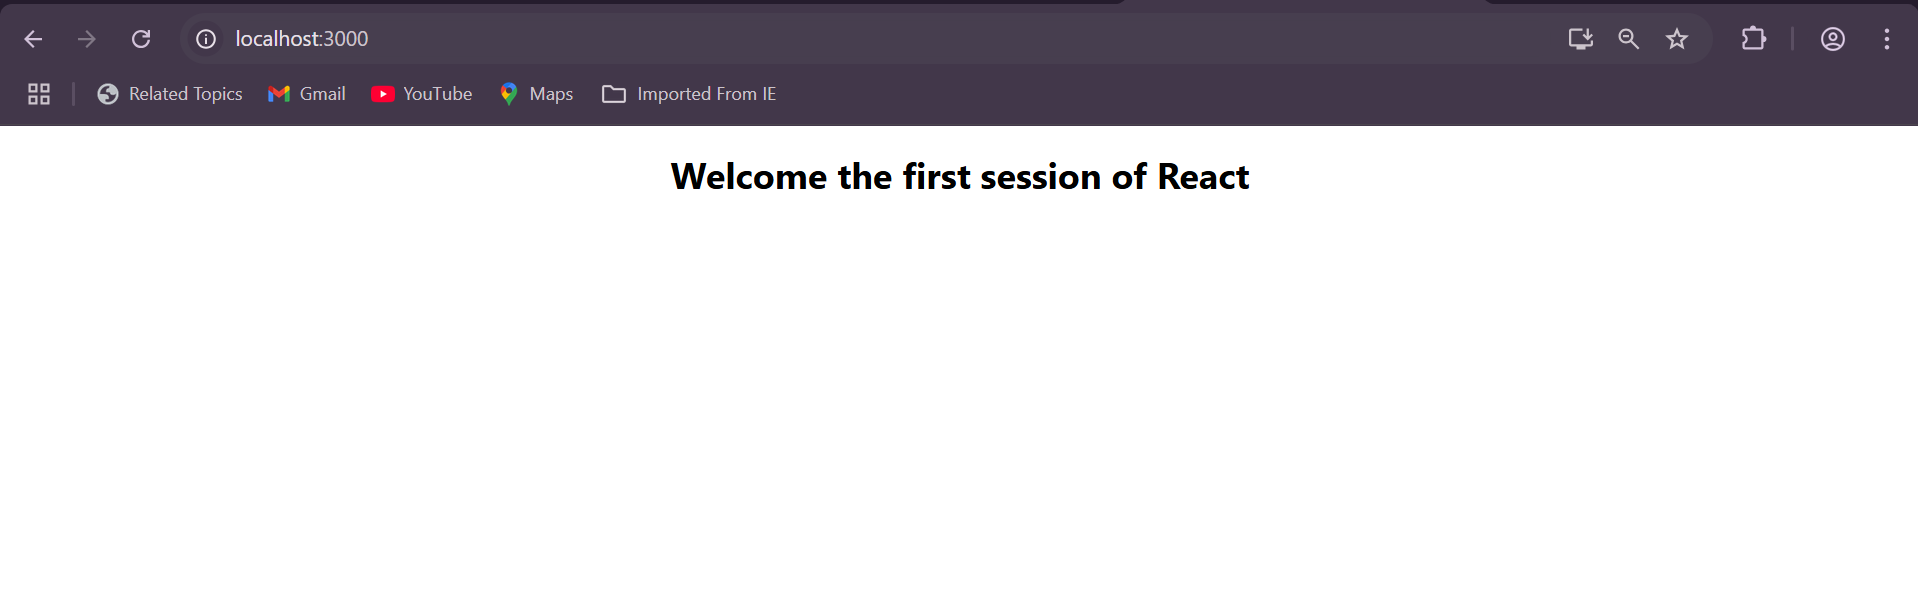 localhost:3000
Related Topics Gmail YouTube Maps Imported From IE
Welcome the first session of React